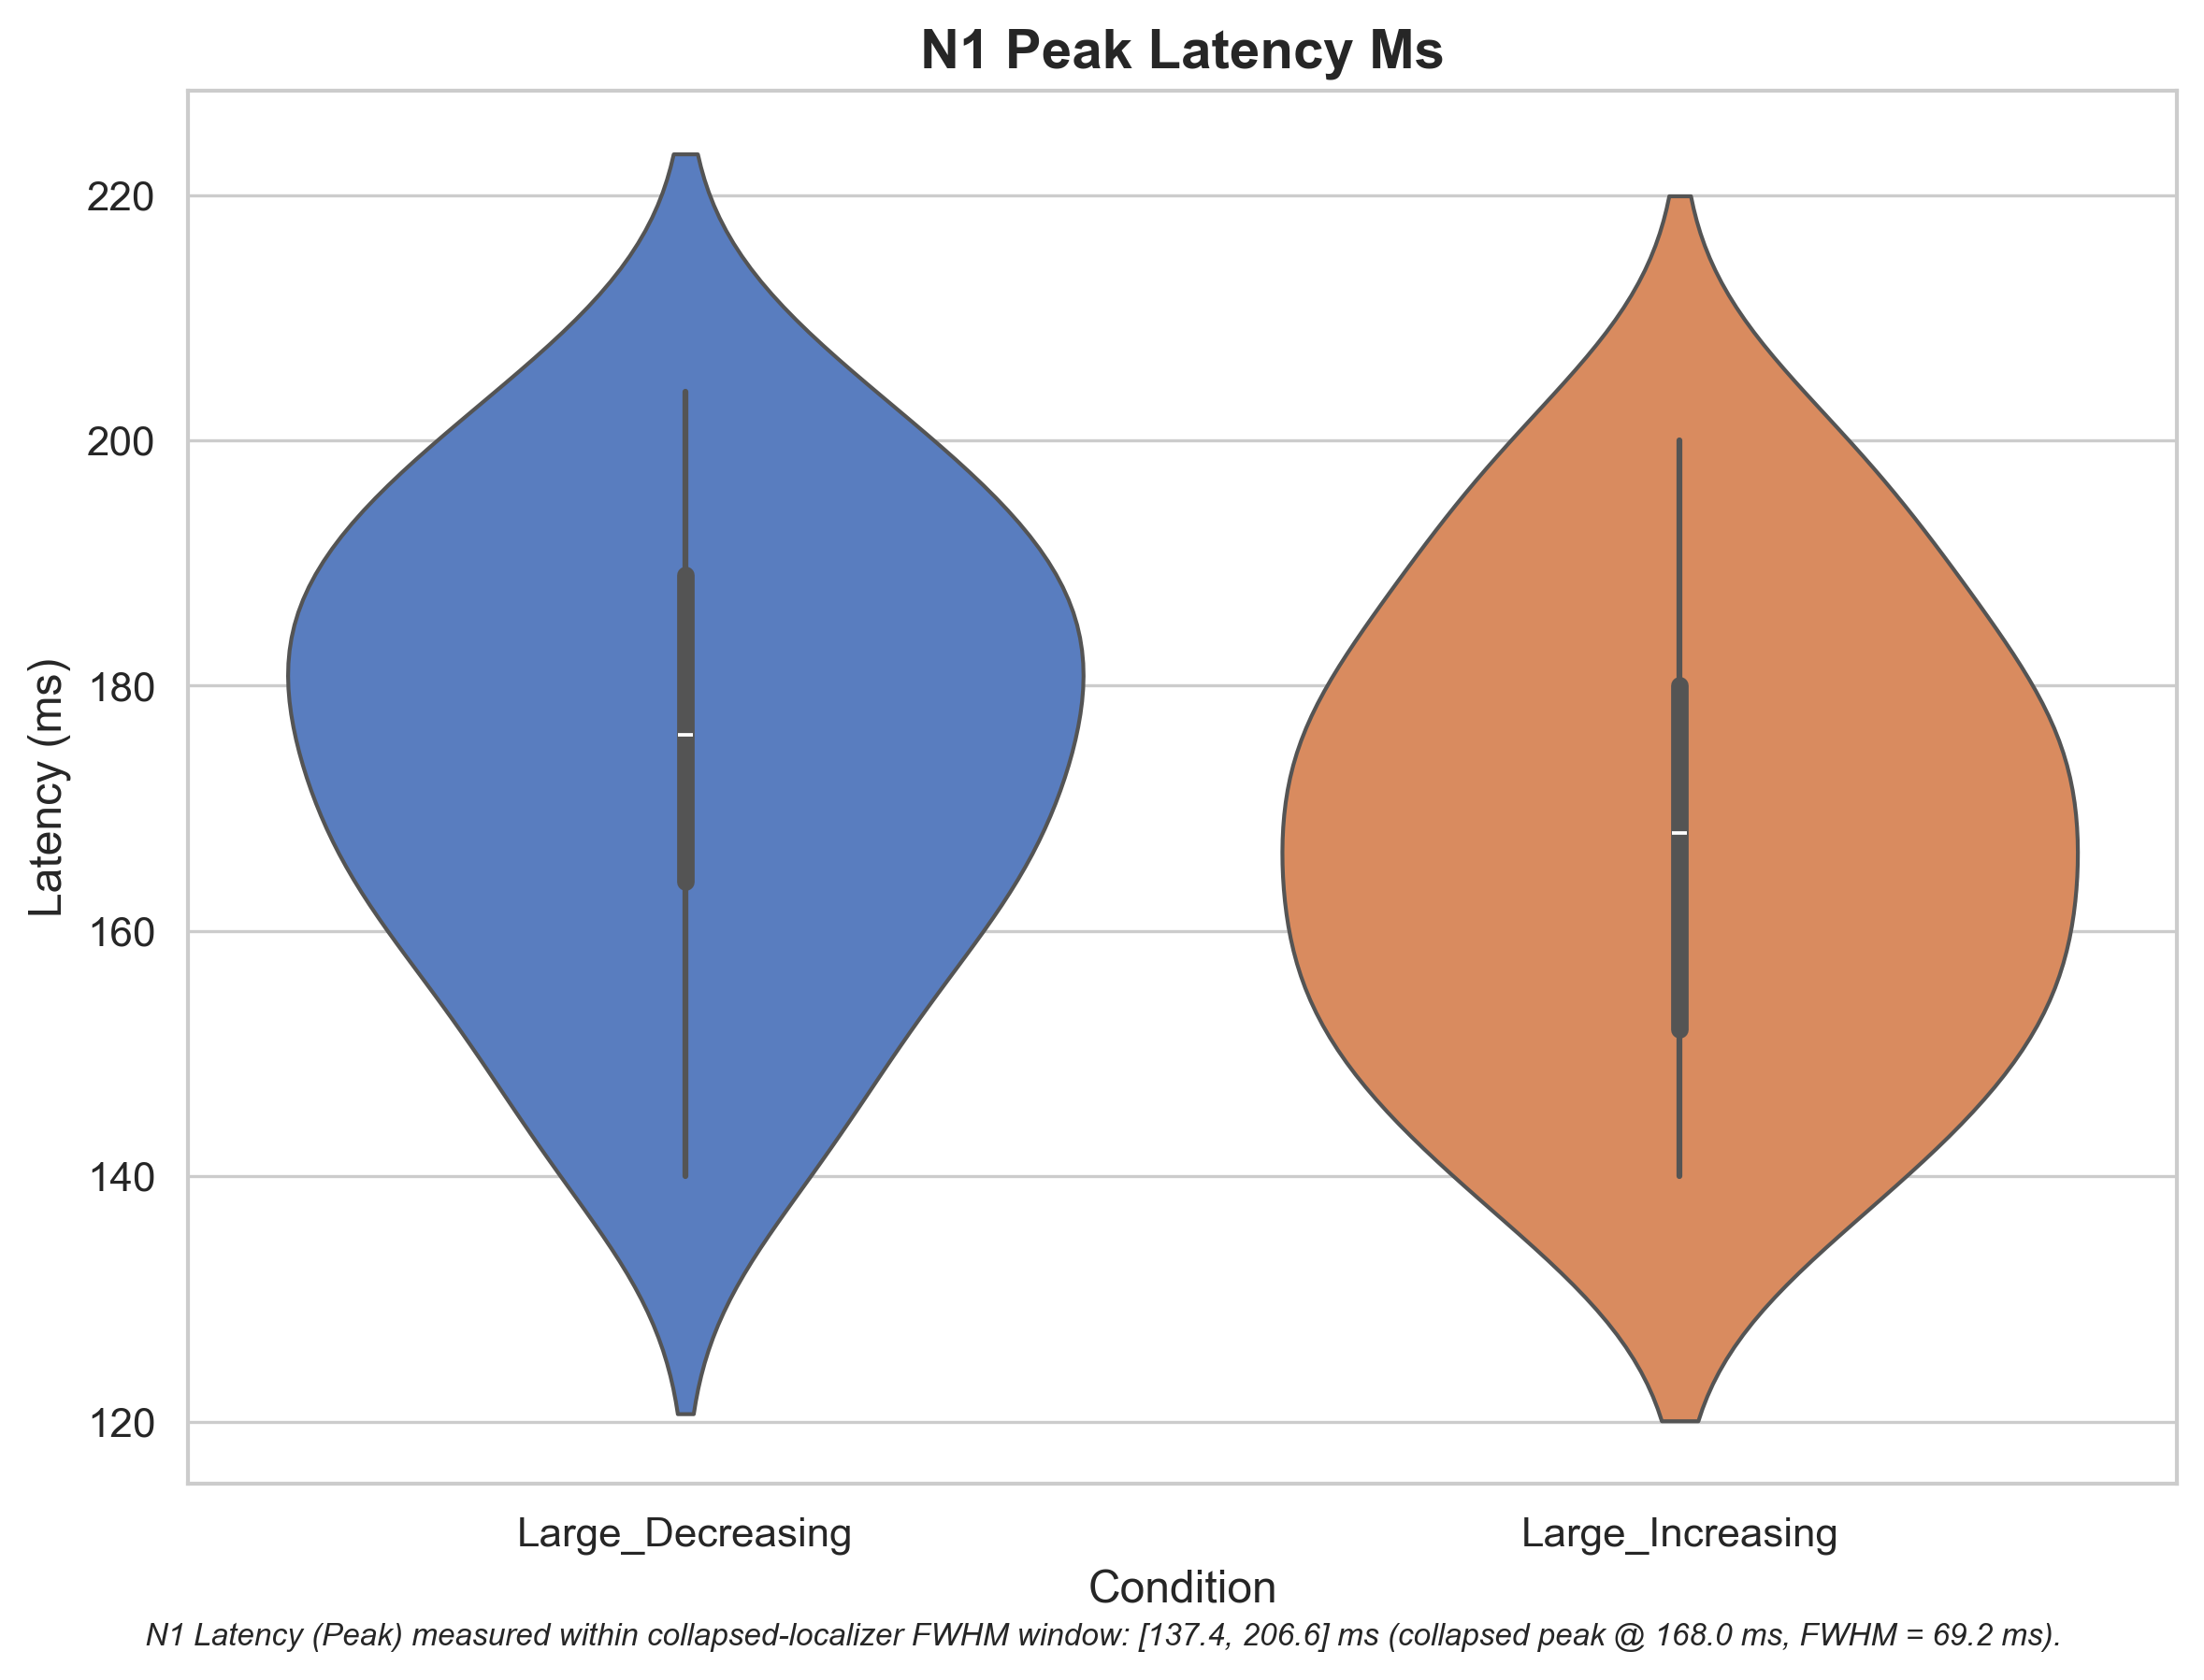 N1 Peak Latency Ms
Latency (ms)
220
200
180
160
140
120
Large_Decreasing
Large_Increasing
Condition
N1 Latency (Peak) measured within collapsed-localizer FWHM window: [137.4, 206.6] ms (collapsed peak @ 168.0 ms, FWHM = 69.2 ms).